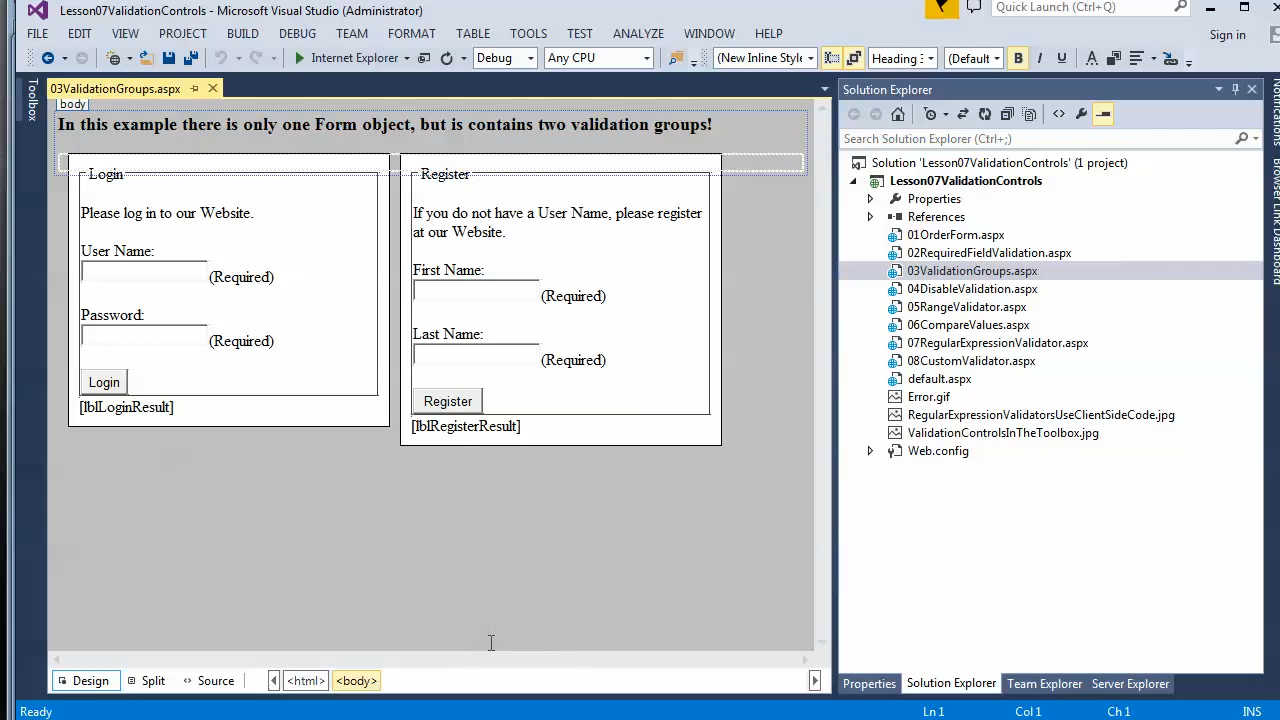 Lesson07ValidationControls - Microsoft Visual Studio (Administrator)
Quick Launch (Ctrl+Q)
FILE EDIT VIEW PROJECT BUILD DEBUG TEAM FORMAT TABLE TOOLS TEST ANALYZE WINDOW HELP
Sign in
Internet Explorer Debug Any CPU (New Inline Style Heading : (Default B I U A
Toolbox
03ValidationGroups.aspx
body
In this example there is only one Form object, but is contains two validation groups!
Login
Please log in to our Website.
User Name:
(Required)
Password:
(Required)
Login
[lblLoginResult]
Register
If you do not have a User Name, please register
at our Website.
First Name:
(Required)
Last Name:
(Required)
Register
[lblRegisterResult]
Design Split Source <html> <body>
Solution Explorer
Search Solution Explorer (Ctrl+;)
Solution 'Lesson07ValidationControls' (1 project)
Lesson07ValidationControls
Properties
References
01OrderForm.aspx
02RequiredFieldValidation.aspx
03ValidationGroups.aspx
04DisableValidation.aspx
05RangeValidator.aspx
06CompareValues.aspx
07RegularExpressionValidator.aspx
08CustomValidator.aspx
default.aspx
Error.gif
RegularExpressionValidatorsUseClientSideCode.jpg
ValidationControlsInTheToolbox.jpg
Web.config
Properties Solution Explorer Team Explorer Server Explorer
Notifications
Browser Link Dashboard
Ready Ln 1 Col 1 Ch 1 INS